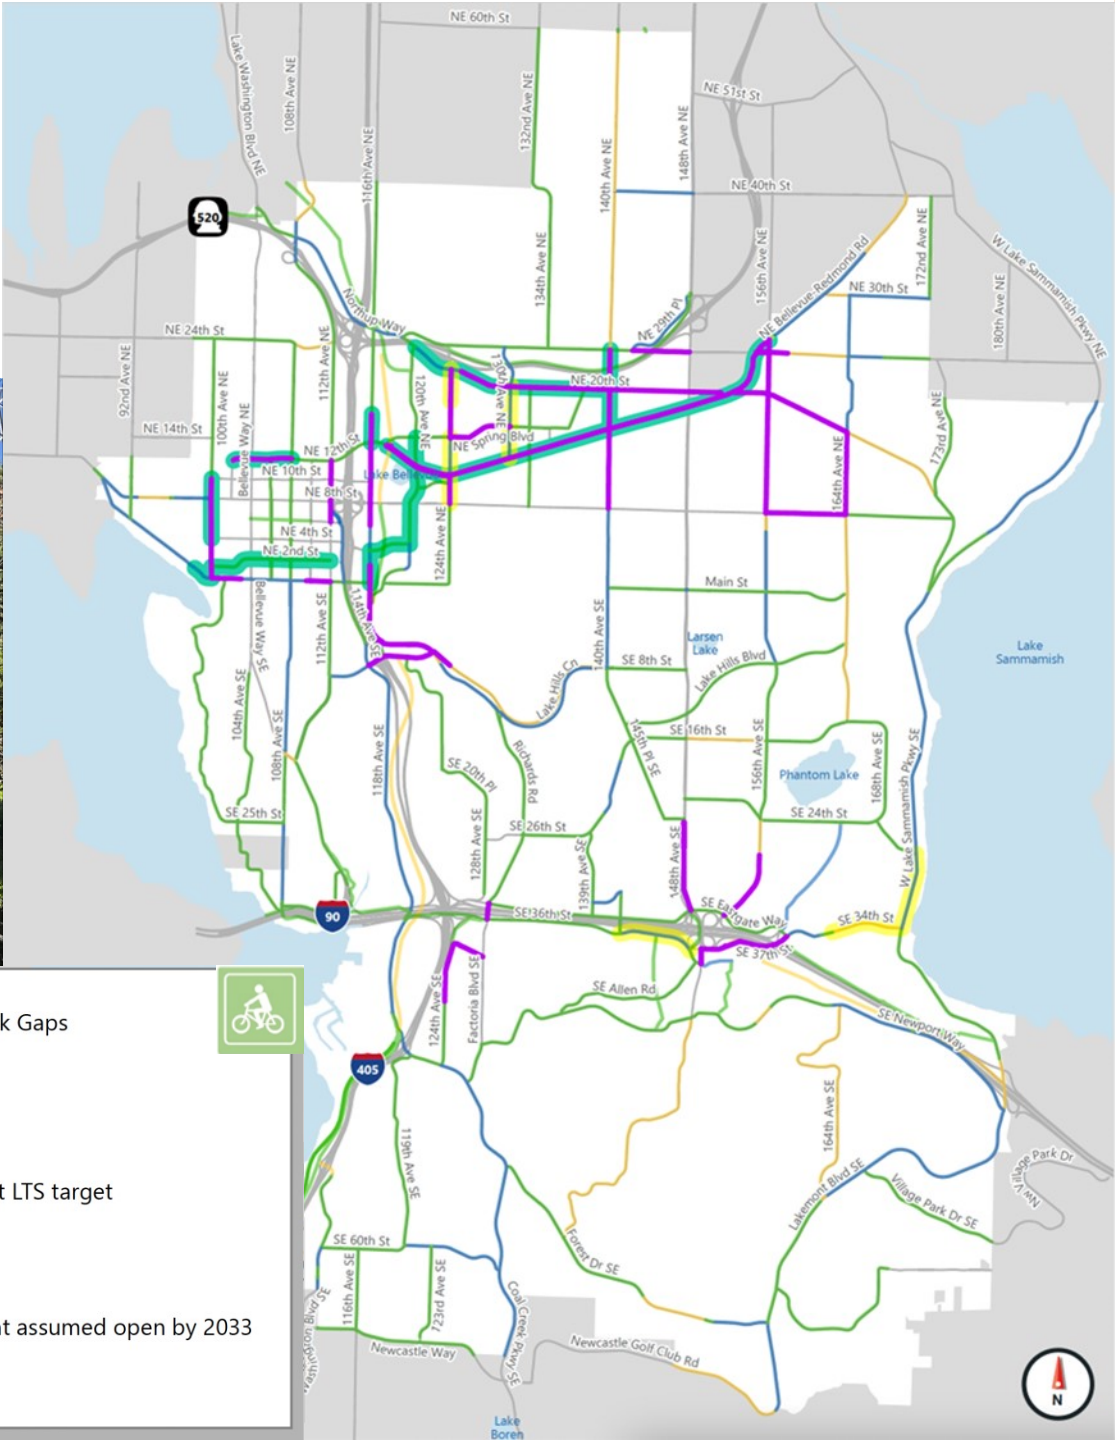 NE 60th St
Lake Washington Blvd NE
108th Ave NE
116th Ave NE
132nd Ave NE
140th Ave NE
148th Ave NE
NE 51st St
NE 40th St
520
134th Ave NE
156th Ave NE
NE Bellevue-Redmond Rd
172nd Ave NE
W Lake Sammamish Pkwy NE
180th Ave NE
NE 30th St
NE 29th Pl
Northup Way
NE 24th St
112th Ave NE
92nd Ave NE
100th Ave NE
120th Ave NE
130th Ave NE
NE 20th St
173rd Ave NE
NE 14th St
Bellevue Way NE
NE 12th St
NE Spring Blvd
NE 10th St
Lake
164th Ave NE
NE 8th St
NE 4th St
124th Ave NE
NE 2nd St
Main St
Bellevue Way SE
112th Ave SE
114th Ave SE
140th Ave SE
Larsen
Lake
Lake
Sammamish
SE 8th St
Lake Hills Blvd
Lake Hills Cn
104th Ave SE
108th Ave SE
118th Ave SE
Richards Rd
145th Pl SE
SE 16th St
156th Ave SE
168th Ave SE
W Lake Sammamish Pkwy SE
Phantom Lake
SE 20th Pl
SE 25th St
128th Ave SE
SE 26th St
139th Ave SE
148th Ave SE
SE 24th St
90
SE 36th St
SE Eastgate Way
SE 34th St
SE 37th St
124th Ave SE
Factoria Blvd SE
SE Allen Rd
SE Newport Way
k Gaps
405
119th Ave SE
164th Ave SE
Lakemont Blvd SE
Village Park Dr SE
NW Village Park Dr
t LTS target
SE 60th St
Forest Dr SE
116th Ave SE
123rd Ave SE
Coal Creek Pkwy SE
t assumed open by 2033
Newcastle Way
Newcastle Golf Club Rd
N
Lake
Boren